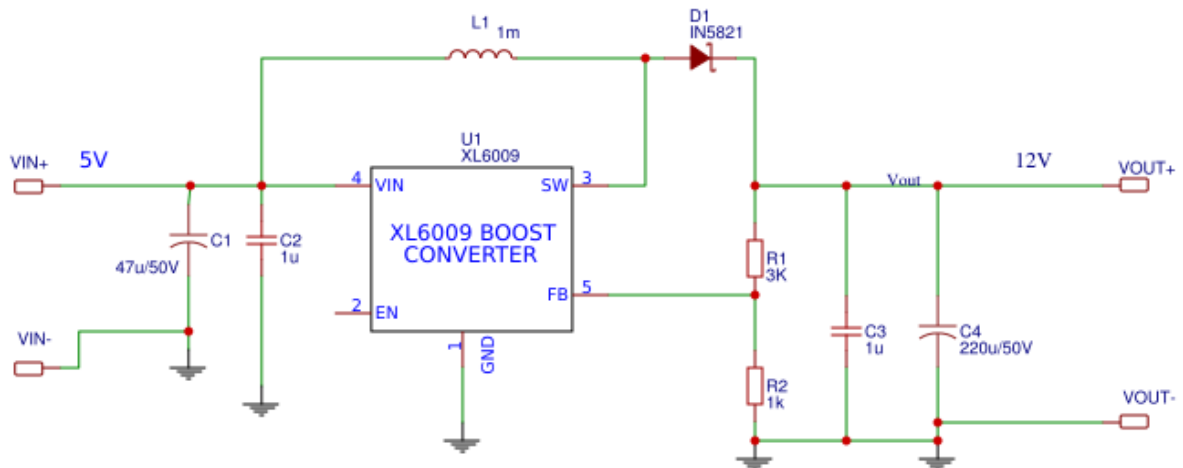 L1
1m
D1
IN5821
U1
XL6009
VIN+
5V
4
VIN
SW
3
12V
VOUT+
Vout
XL6009 BOOST
CONVERTER
C1
47u/50V
C2
1u
R1
3K
FB
5
2
EN
VIN-
1
GND
C3
1u
C4
220u/50V
R2
1k
VOUT-